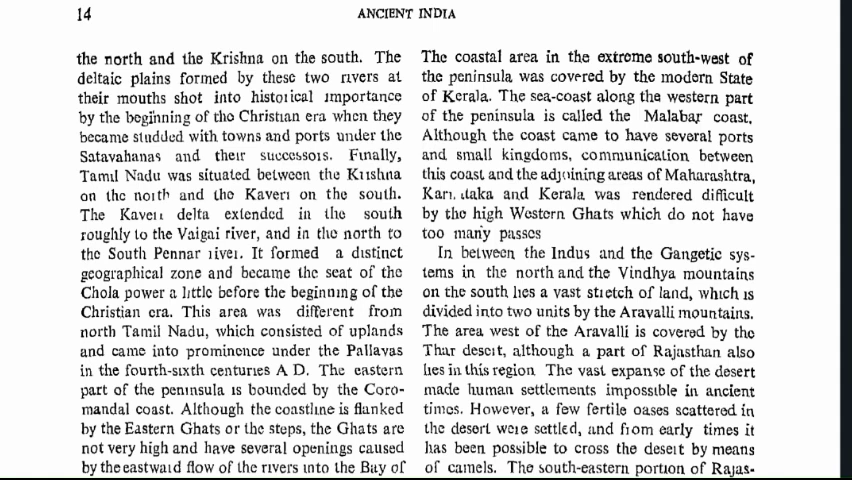 14
ANCIENT INDIA
the north and the Krishna on the south. The
deltaic plains formed by these two rivers at
their mouths shot into historical importance
by the beginning of the Christian era when they
became studded with towns and ports under the
Satavahanas and their successors. Finally,
Tamil Nadu was situated between the Krishna
on the north and the Kaveri on the south.
The Kaveri delta extended in the south
roughly to the Vaigai river, and in the north to
the South Pennar river. It formed a distinct
geographical zone and became the seat of the
Chola power a little before the beginning of the
Christian era. This area was different from
north Tamil Nadu, which consisted of uplands
and came into prominence under the Pallavas
in the fourth-sixth centuries A D. The eastern
part of the peninsula is bounded by the Coro-
mandal coast. Although the coastline is flanked
by the Eastern Ghats or the steps, the Ghats are
not very high and have several openings caused
by the eastward flow of the rivers into the Bay of
The coastal area in the extreme south-west of
the peninsula was covered by the modern State
of Kerala. The sea-coast along the western part
of the peninsula is called the Malabar coast.
Although the coast came to have several ports
and small kingdoms, communication between
this coast and the adjoining areas of Maharashtra,
Karnataka and Kerala was rendered difficult
by the high Western Ghats which do not have
too many passes
In between the Indus and the Gangetic sys-
tems in the north and the Vindhya mountains
on the south lies a vast stretch of land, which is
divided into two units by the Aravalli mountains.
The area west of the Aravalli is covered by the
Thar desert, although a part of Rajasthan also
lies in this region The vast expanse of the desert
made human settlements impossible in ancient
times. However, a few fertile oases scattered in
the desert were settled, and from early times it
has been possible to cross the desert by means
of camels. The south-eastern portion of Rajas-